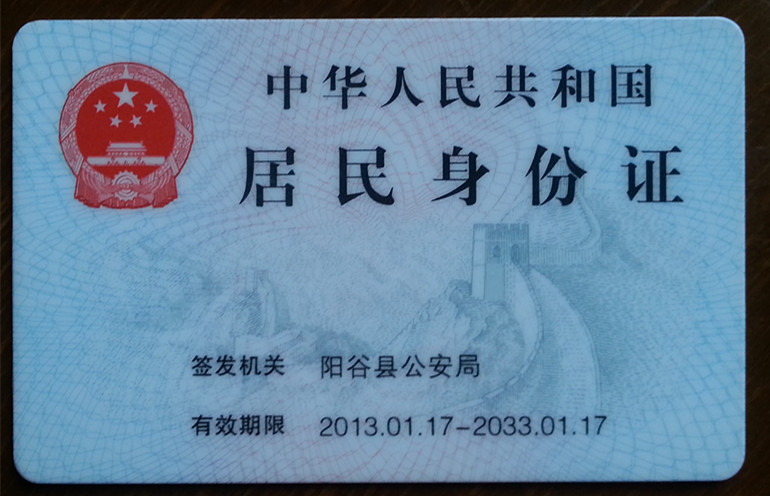 中华人民共和国
居民身份证
签发机关 阳谷县公安局
有效期限 2013.01.17-2033.01.17